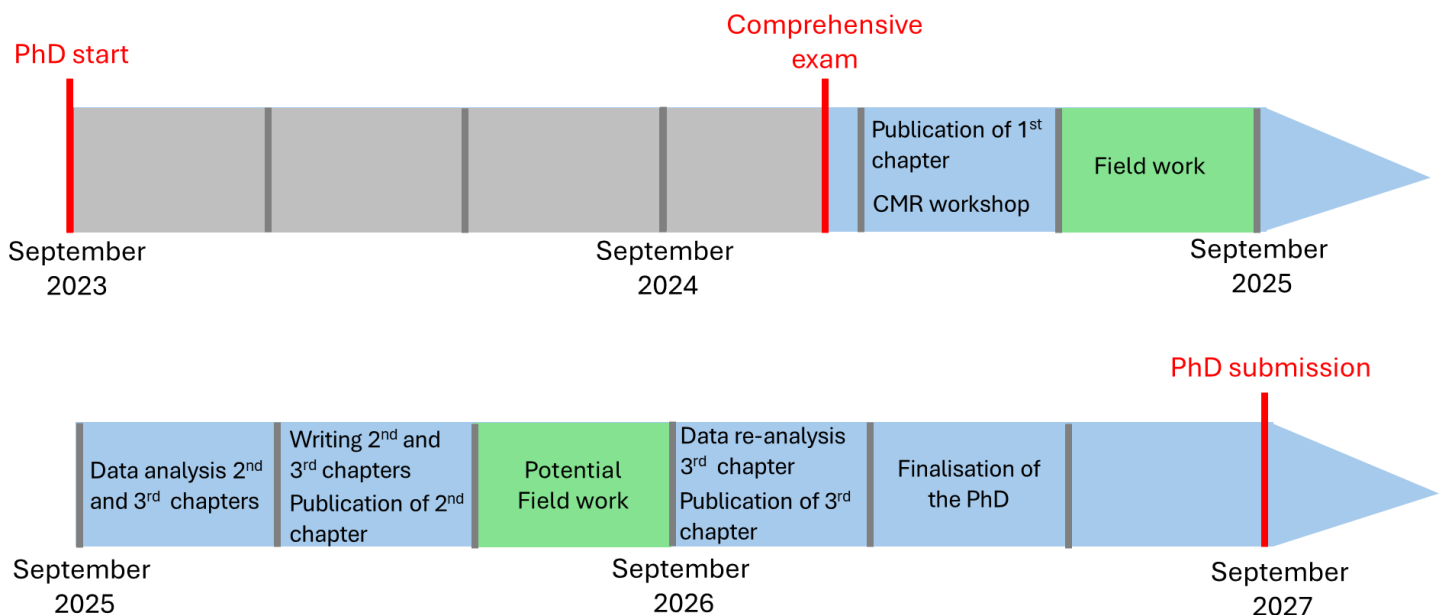 PhD start
Comprehensive
exam
Publication of 1st
chapter
CMR workshop
Field work
September
2023
September
2024
September
2025
PhD submission
Data analysis 2nd
and 3rd chapters
Writing 2nd and
3rd chapters
Publication of 2nd
chapter
Potential
Field work
Data re-analysis
3rd chapter
Publication of 3rd
chapter
Finalisation of
the PhD
September
2025
September
2026
September
2027